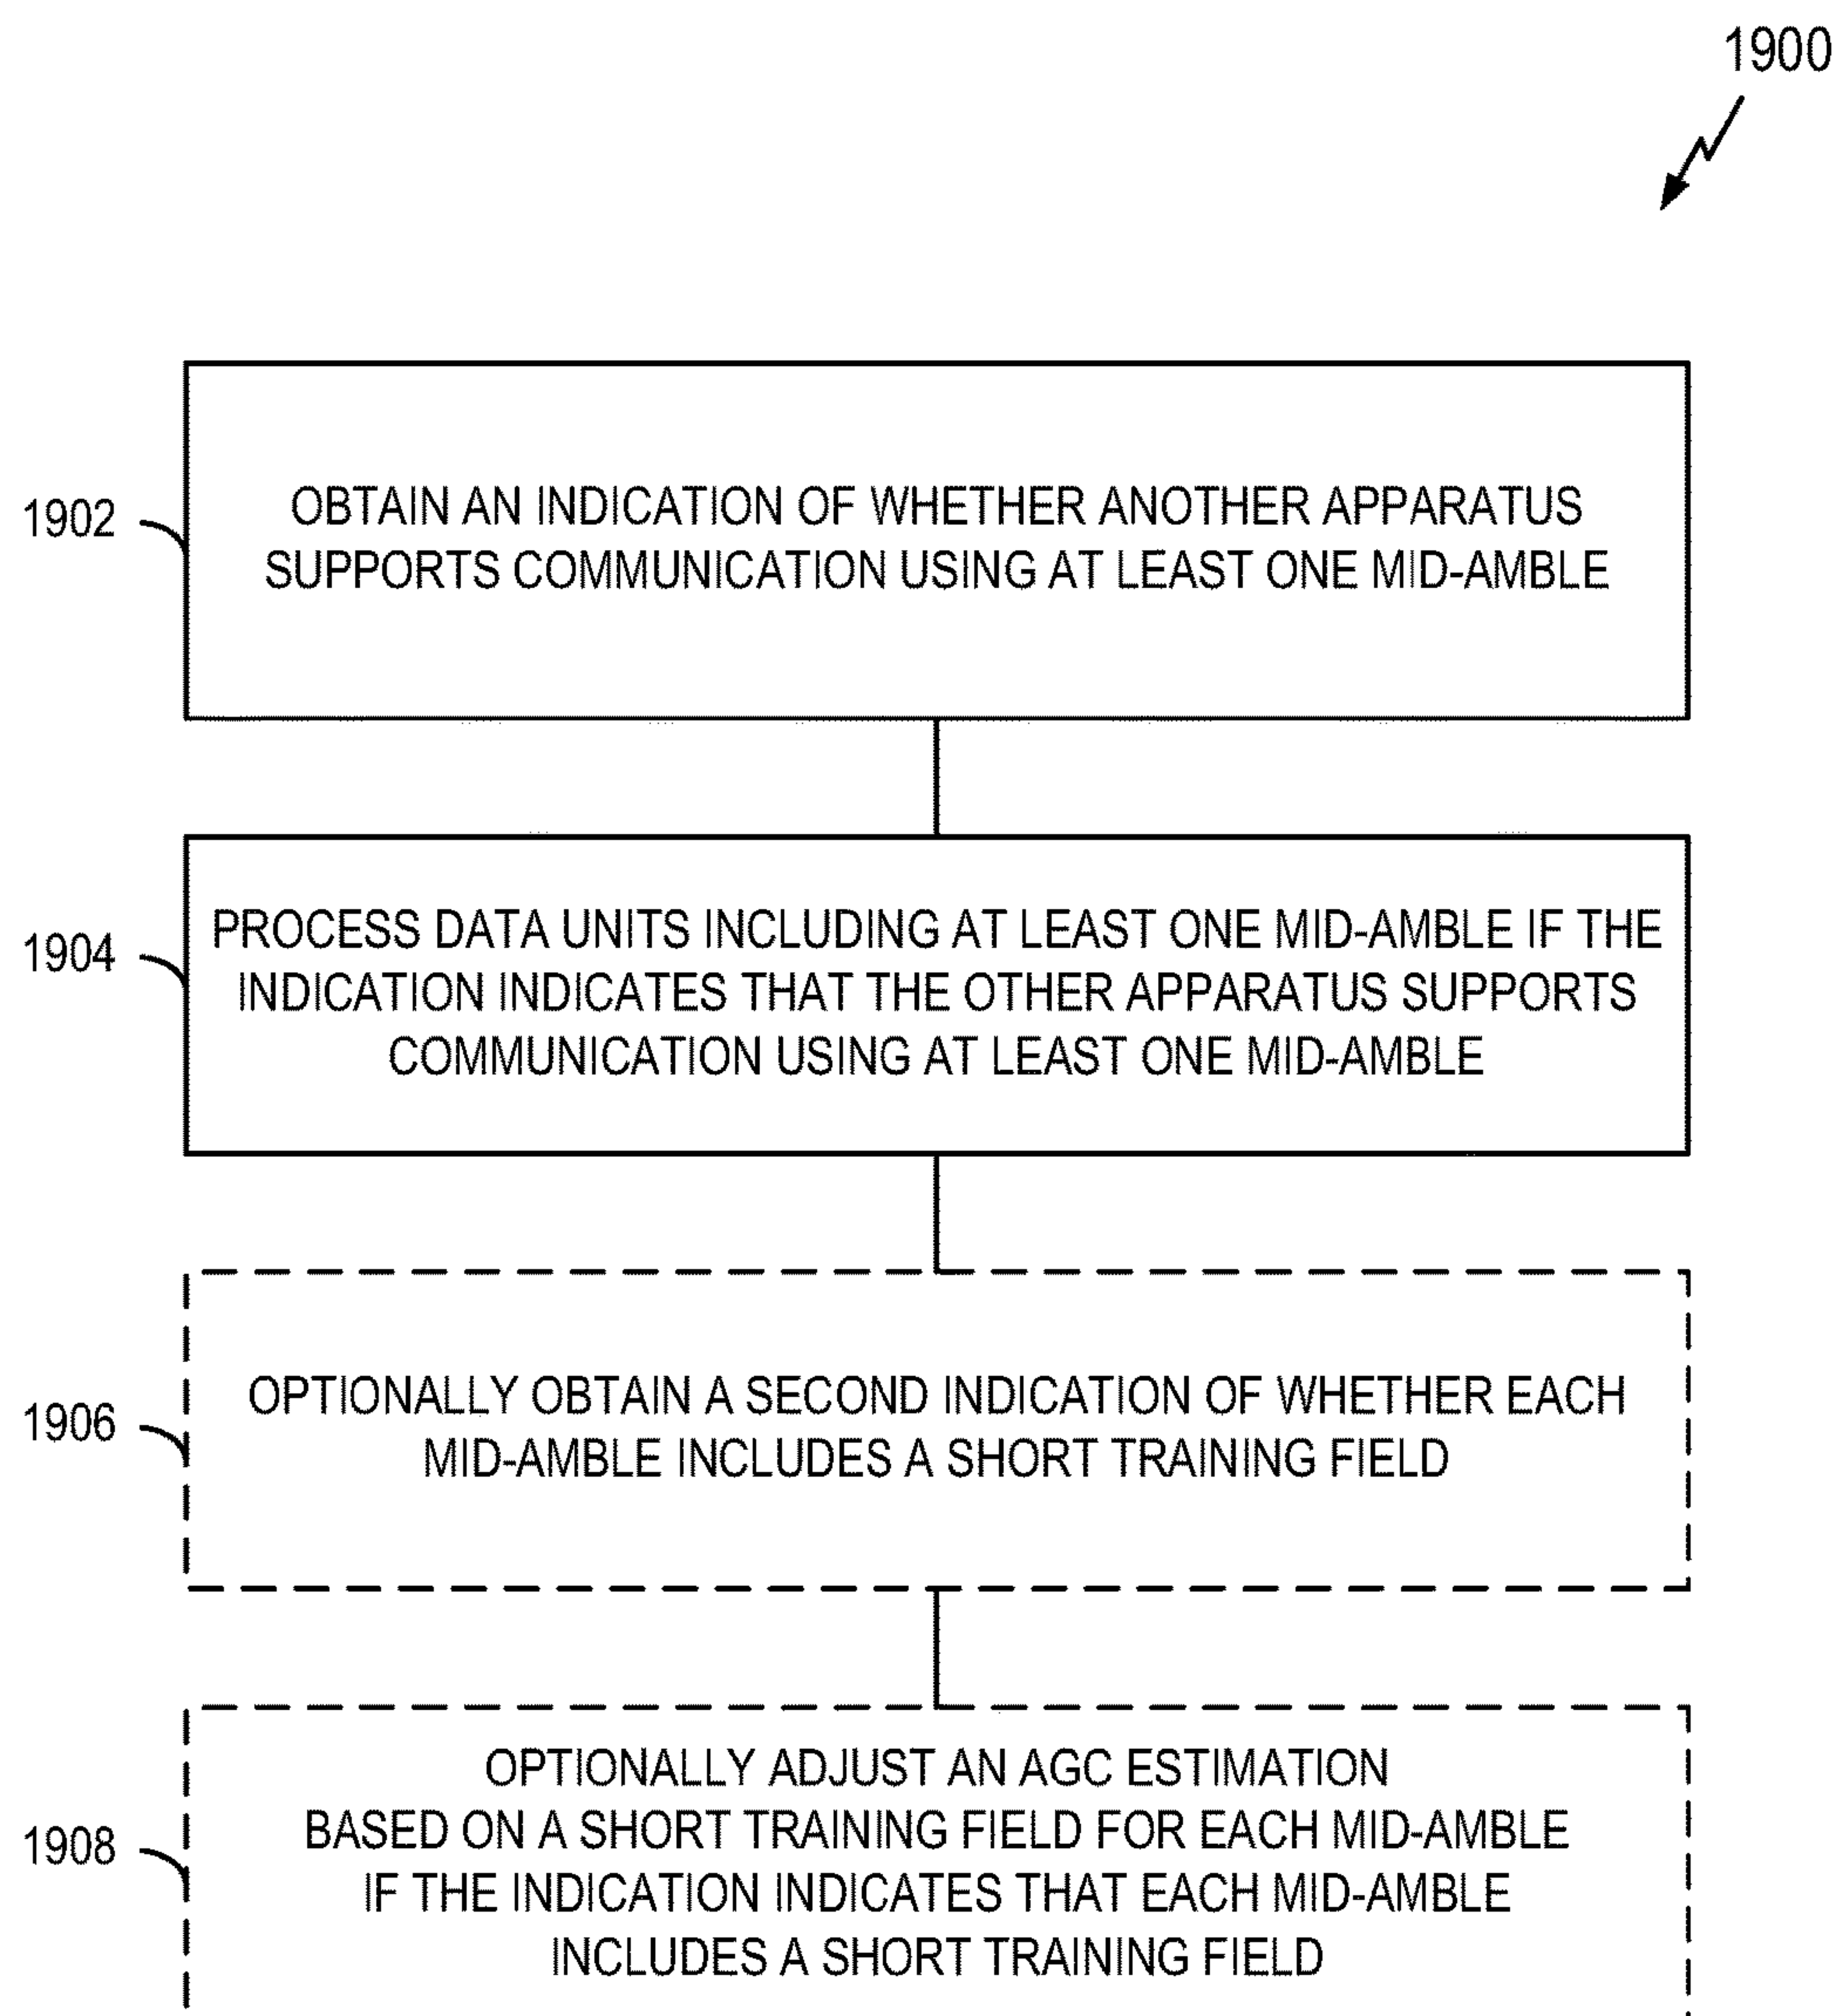 1900
1902
OBTAIN AN INDICATION OF WHETHER ANOTHER APPARATUS
SUPPORTS COMMUNICATION USING AT LEAST ONE MID-AMBLE
1904
PROCESS DATA UNITS INCLUDING AT LEAST ONE MID-AMBLE IF THE
INDICATION INDICATES THAT THE OTHER APPARATUS SUPPORTS
COMMUNICATION USING AT LEAST ONE MID-AMBLE
1906
OPTIONALLY OBTAIN A SECOND INDICATION OF WHETHER EACH
MID-AMBLE INCLUDES A SHORT TRAINING FIELD
1908
OPTIONALLY ADJUST AN AGC ESTIMATION
BASED ON A SHORT TRAINING FIELD FOR EACH MID-AMBLE
IF THE INDICATION INDICATES THAT EACH MID-AMBLE
INCLUDES A SHORT TRAINING FIELD